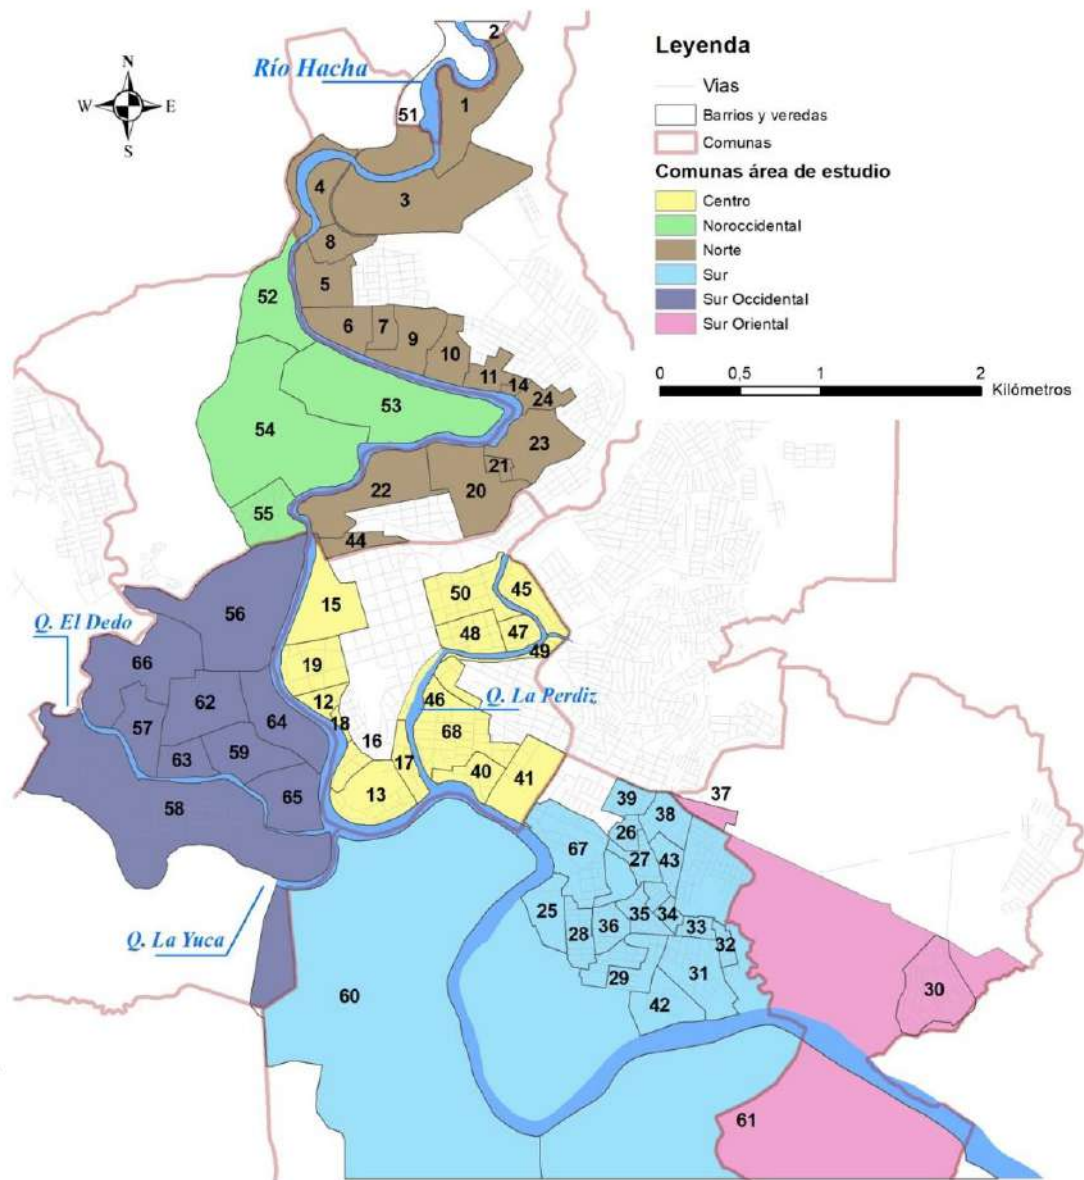 2
Leyenda
Río Hacha
N
W E
S
Vias
1
51
Barrios y veredas
Comunas
Comunas área de estudio
4
3
Centro
Noroccidental
8
Norte
5
Sur
52
Sur Occidental
6 7 9
Sur Oriental
10
11 14
24
0 0,5 1 2
Kilómetros
53
54
23
21
22 20
55
44
56
15
50 45
Q. El Dedo
48 47
66
19
49
62
12
46 Q. La Perdiz
57 64
18
16 68
63 59
17
40 41
65
13
58
39 38 37
26
67 27 43
25
35 34
28 36 33
32
Q. La Yuca
29 31
60
42
30
61